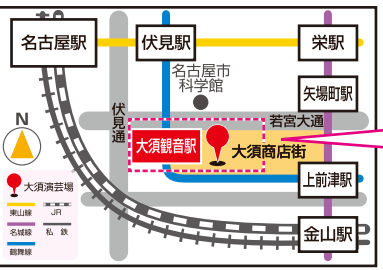 名古屋駅
伏見駅
栄駅
名古屋市
科学館
矢場町駅
伏見通
若宮大通
大須観音駅
大須商店街
上前津駅
金山駅
N
大須演芸場
東山線
JR
名城線
私鉄
鶴舞線